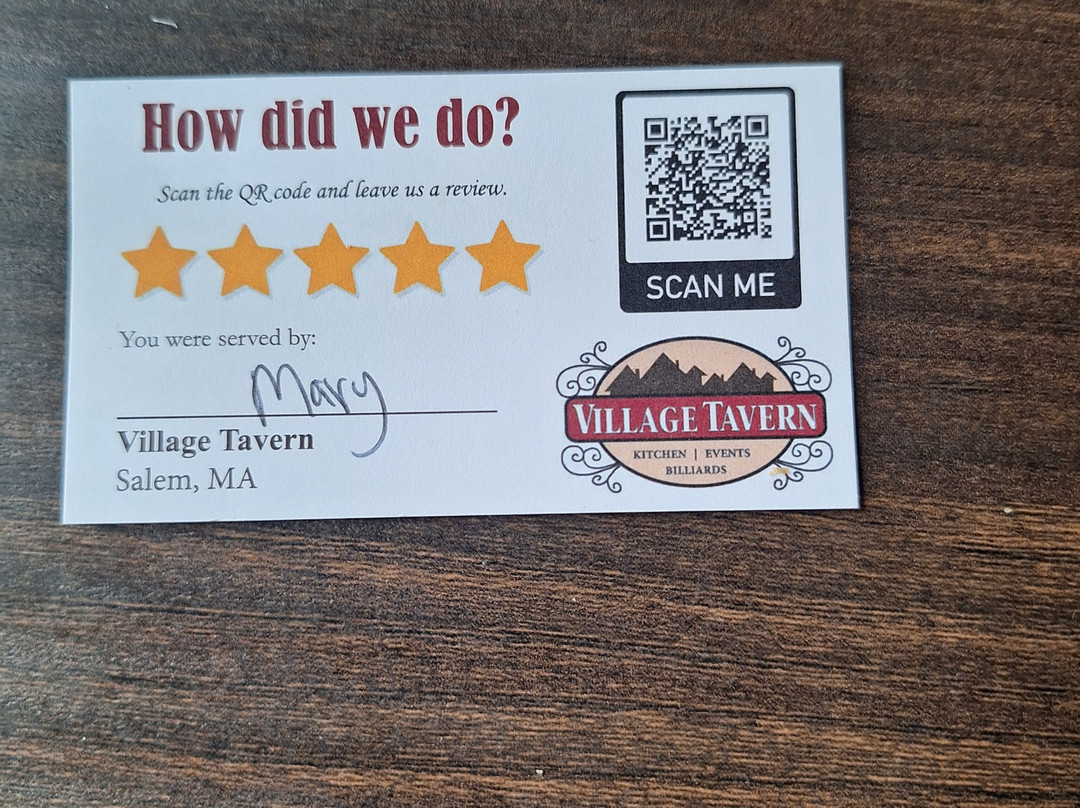 How did we do?
Scan the QR code and leave us a review.
You were served by:
Mary
Village Tavern
Salem, MA
SCAN ME
VILLAGE TAVERN
KITCHEN | EVENTS
BILLIARDS